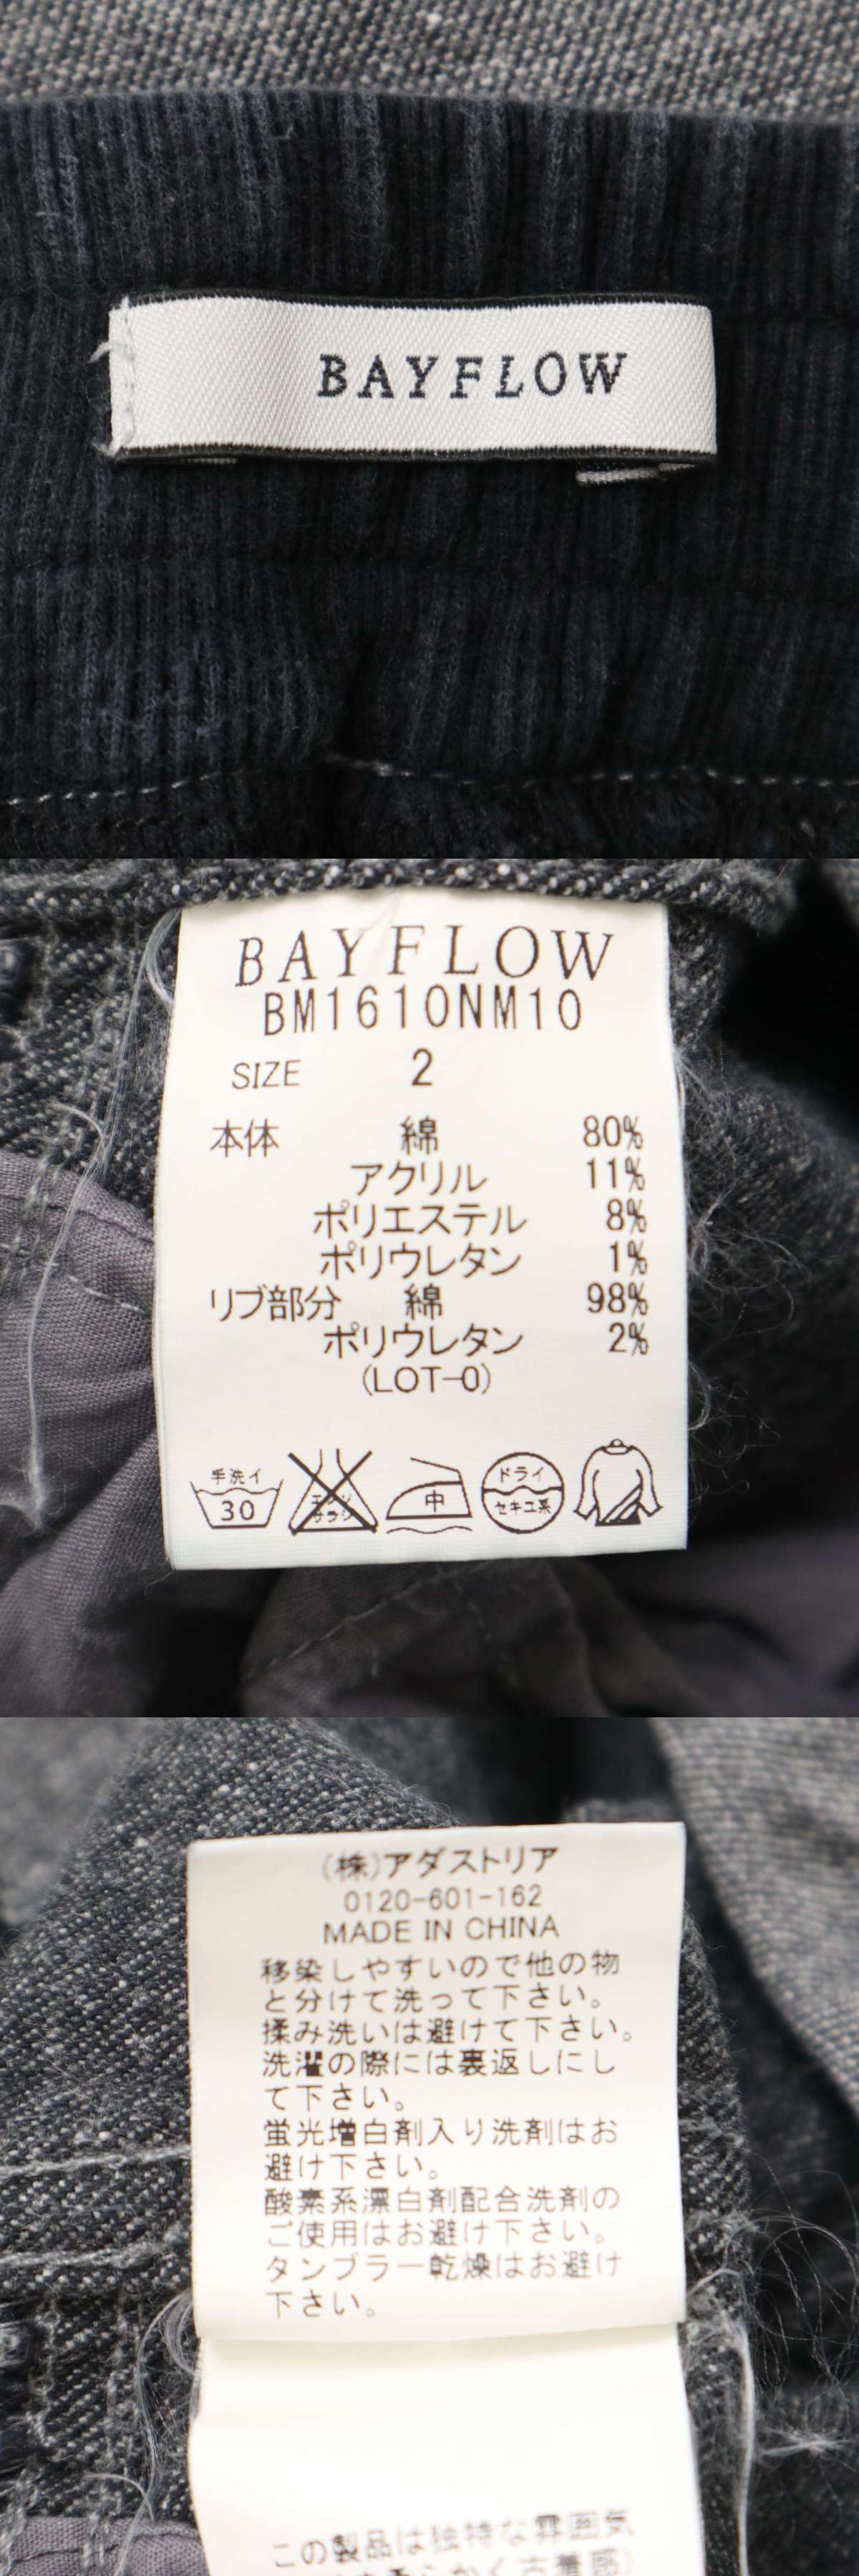 BAYFLOW
BAYFLOW
BM1610NM10
SIZE 2
本体 綿 80%
アクリル 11%
ポリエステル 8%
ポリウレタン 1%
リブ部分 綿 98%
ポリウレタン 2%
(LOT-0)
手洗イ 30 エンソサラシ 中 ドライ セキユ系
(株)アダストリア
0120-601-162
MADE IN CHINA
移染しやすいので他の物
と分けて洗って下さい。
揉み洗いは避けて下さい。
洗濯の際には裏返しにし
て下さい。
蛍光増白剤入り洗剤はお
避け下さい。
酸素系漂白剤配合洗剤の
ご使用はお避け下さい。
タンブラー乾燥はお避け
下さい。
この製品は独特な雰囲気